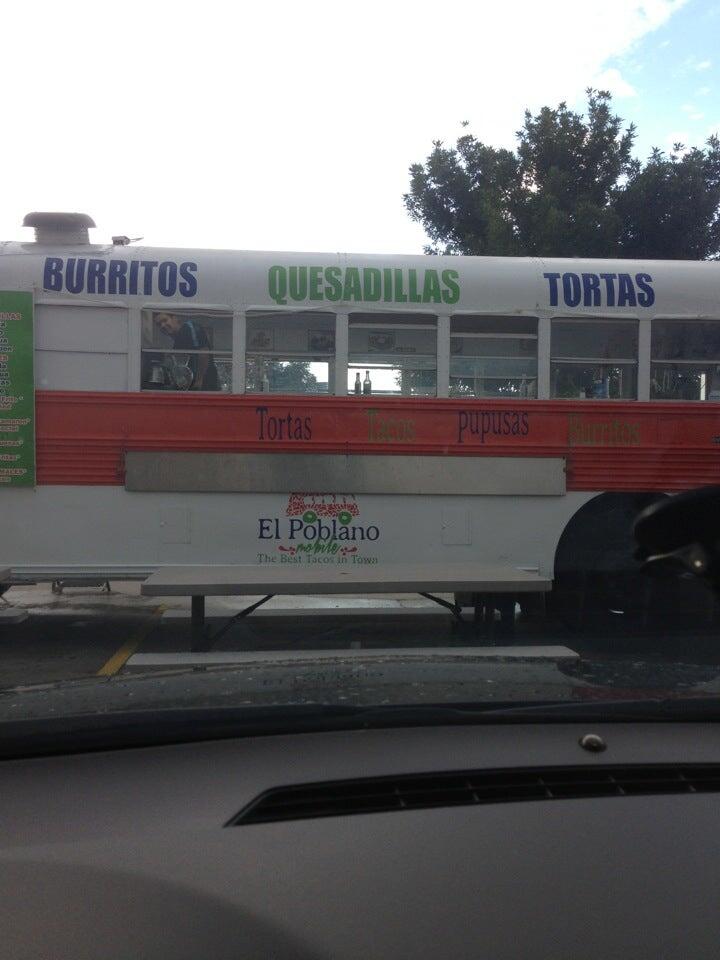 BURRITOS QUESADILLAS TORTAS
Tortas Tacos Pupusas Burritos
El Poblano
mobile
The Best Tacos in Town